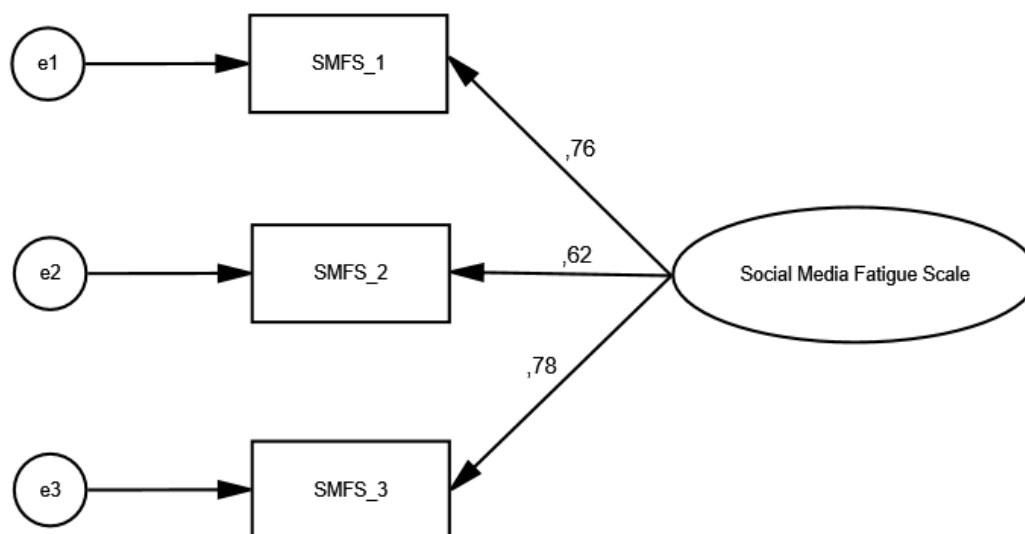 e1
SMFS_1
,76
e2
SMFS_2
,62
Social Media Fatigue Scale
,78
e3
SMFS_3